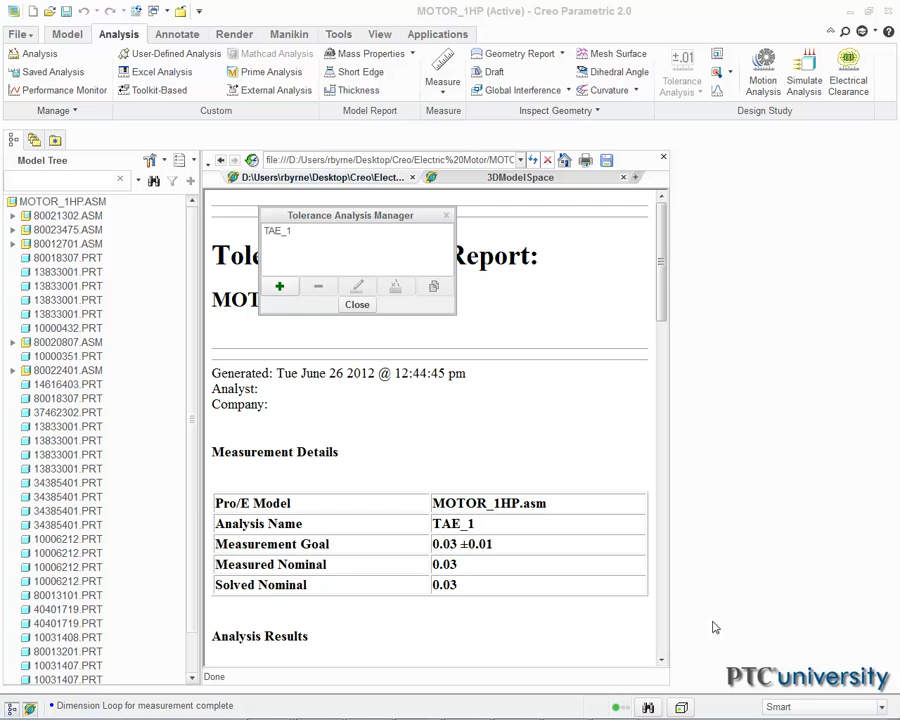 MOTOR_1HP (Active) - Creo Parametric 2.0
File
Model
Analysis
Annotate
Render
Manikin
Tools
View
Applications
Analysis
Saved Analysis
Performance Monitor
Manage
User-Defined Analysis
Excel Analysis
Toolkit-Based
Mathcad Analysis
Prime Analysis
External Analysis
Custom
Mass Properties
Short Edge
Thickness
Model Report
Measure
Measure
Geometry Report
Draft
Global Interference
Mesh Surface
Dihedral Angle
Curvature
Inspect Geometry
±.01
Tolerance
Analysis
Motion
Analysis
Simulate
Analysis
Electrical
Clearance
Design Study
Model Tree
MOTOR_1HP.ASM
80021302.ASM
80023475.ASM
80012701.ASM
80018307.PRT
13833001.PRT
13833001.PRT
13833001.PRT
13833001.PRT
10000432.PRT
80020807.ASM
10000351.PRT
80022401.ASM
14616403.PRT
80018307.PRT
37462302.PRT
13833001.PRT
13833001.PRT
13833001.PRT
13833001.PRT
34385401.PRT
34385401.PRT
34385401.PRT
34385401.PRT
10006212.PRT
10006212.PRT
10006212.PRT
10006212.PRT
80013101.PRT
40401719.PRT
40401719.PRT
10031408.PRT
80013201.PRT
10031407.PRT
10031407.PRT
file:///D:/Users/rbyrne/Desktop/Creo/Electric%20Motor/MOTC
D:\Users\rbyrne\Desktop\Creo\Elect...
3DModelSpace
Tolerance Analysis Manager
TAE_1
Close
Tole
Report:
MOT
Generated: Tue June 26 2012 @ 12:44:45 pm
Analyst:
Company:
Measurement Details
Pro/E Model MOTOR_1HP.asm
Analysis Name TAE_1
Measurement Goal 0.03 ±0.01
Measured Nominal 0.03
Solved Nominal 0.03
Analysis Results
Done
PTC university
Dimension Loop for measurement complete
Smart